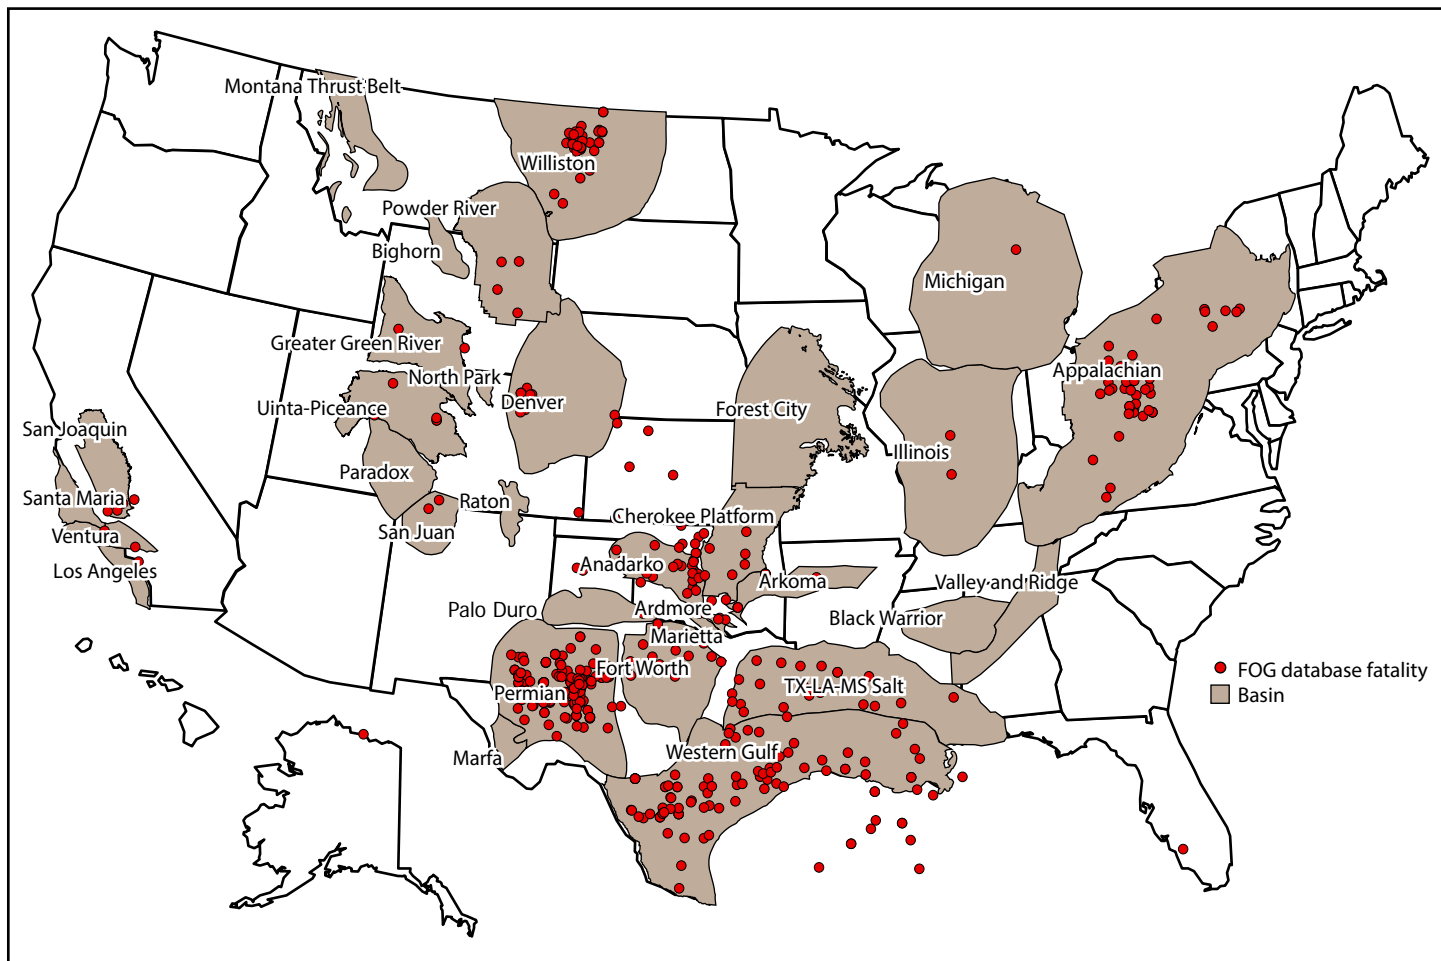 Montana Thrust Belt
Williston
Powder River
Bighorn
Michigan
Greater Green River
North Park
Appalachian
Uinta-Piceance
Denver
Forest City
San Joaquin
Illinois
Paradox
Santa Maria
Raton
Cherokee Platform
San Juan
Ventura
Anadarko
Los Angeles
Arkoma
Valley and Ridge
Palo Duro
Ardmore
Black Warrior
Marietta
Fort Worth
FOG database fatality
Permian
TX-LA-MS Salt
Basin
Marfa
Western Gulf